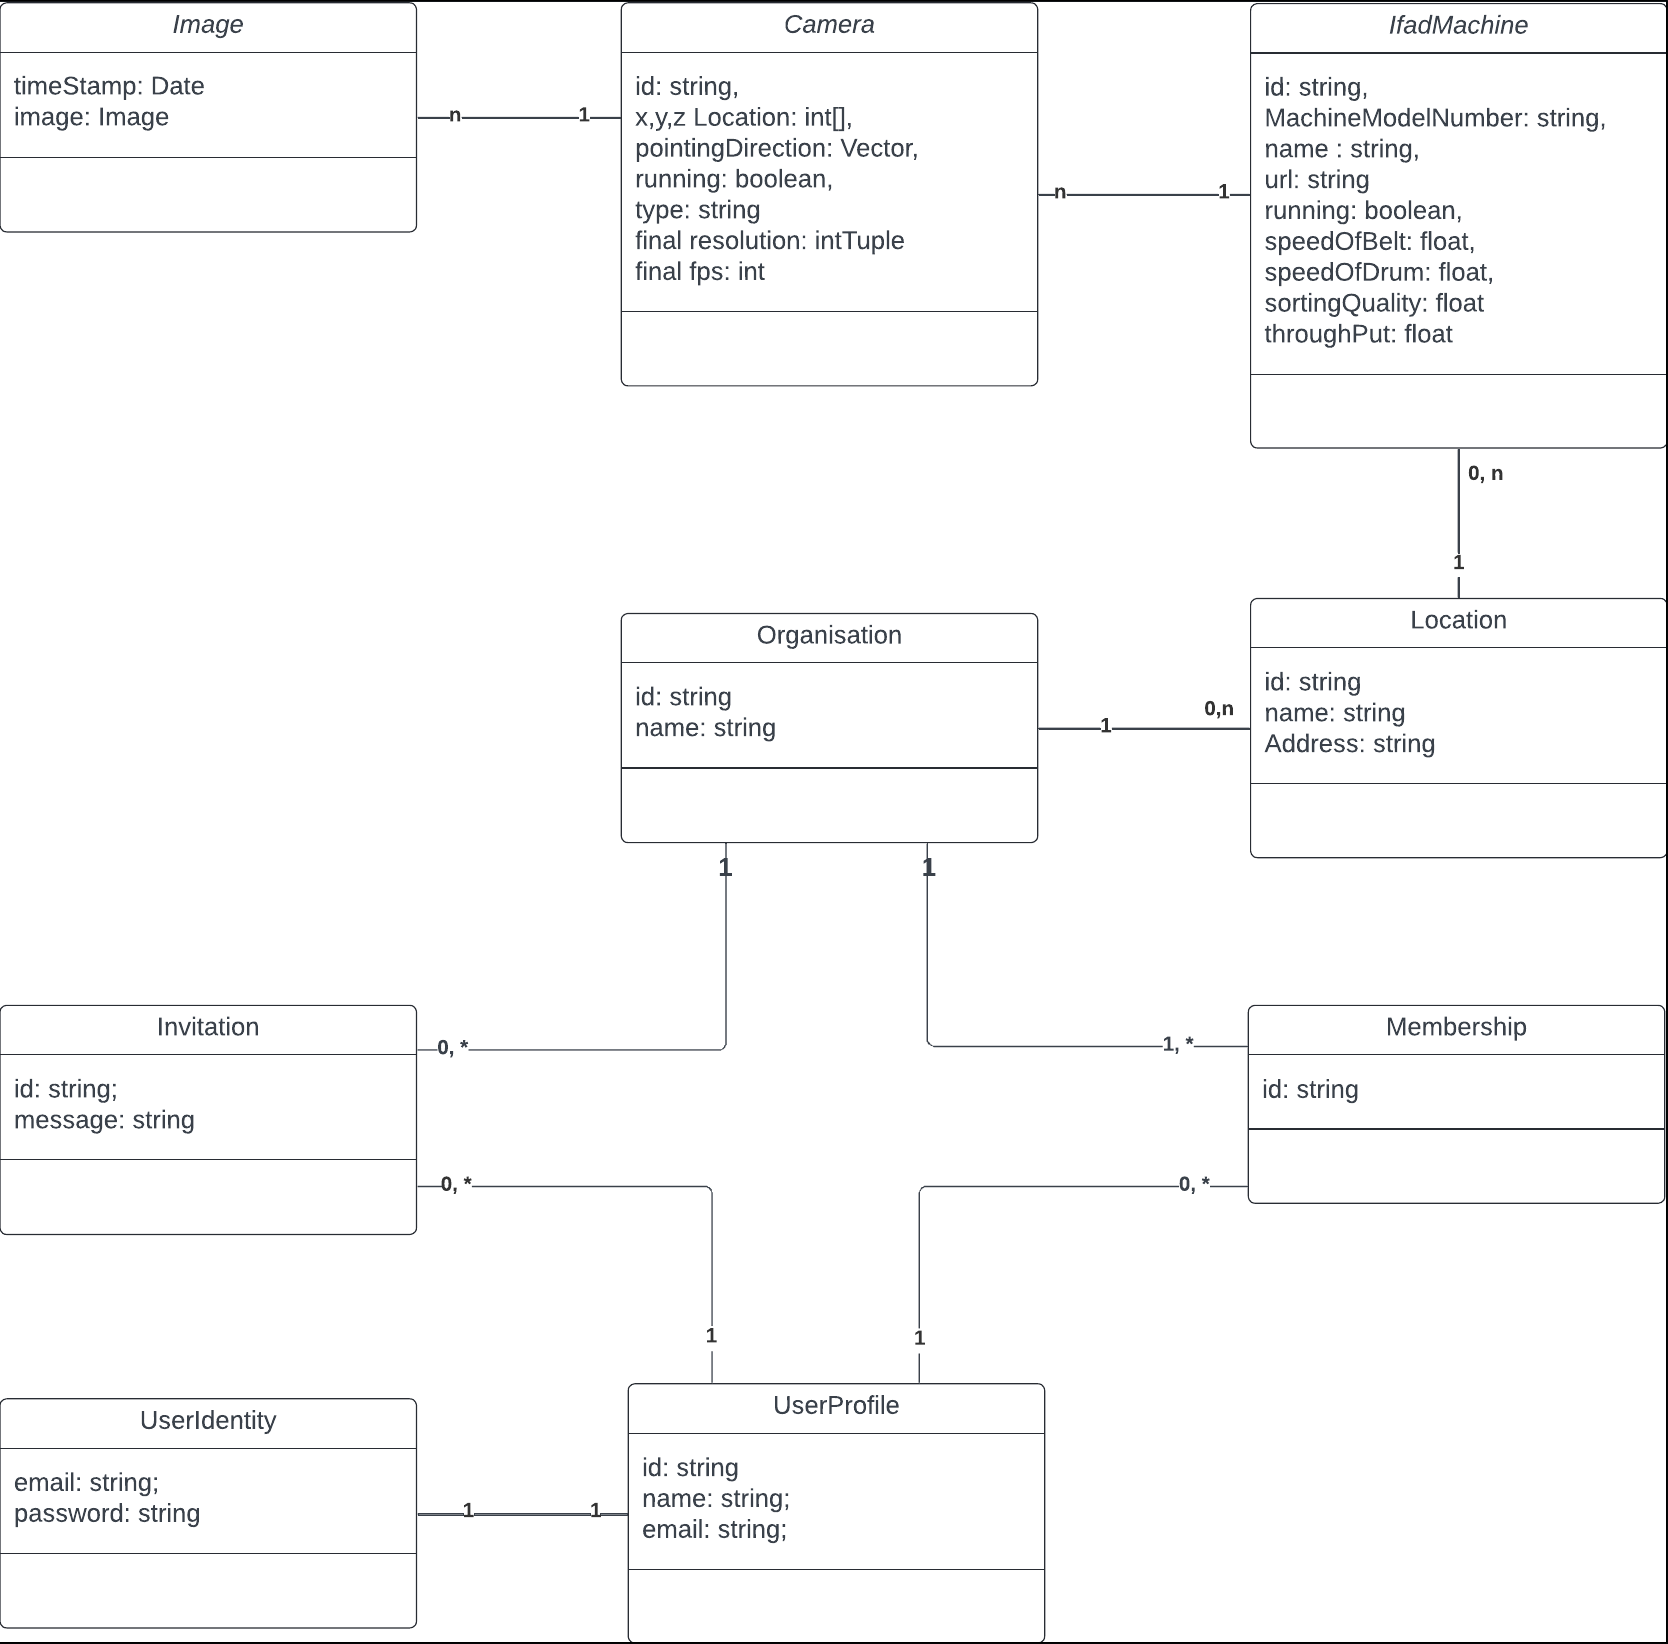 Image
timeStamp: Date
image: Image
n
1
Camera
id: string,
x,y,z Location: int[],
pointingDirection: Vector,
running: boolean,
type: string
final resolution: intTuple
final fps: int
n
1
IfadMachine
id: string,
MachineModelNumber: string,
name : string,
url: string
running: boolean,
speedOfBelt: float,
speedOfDrum: float,
sortingQuality: float
throughPut: float
0, n
1
Organisation
id: string
name: string
1
0,n
Location
id: string
name: string
Address: string
1
1
Invitation
id: string;
message: string
0, *
0, *
1, *
0, *
Membership
id: string
1
1
UserIdentity
email: string;
password: string
1
1
UserProfile
id: string
name: string;
email: string;